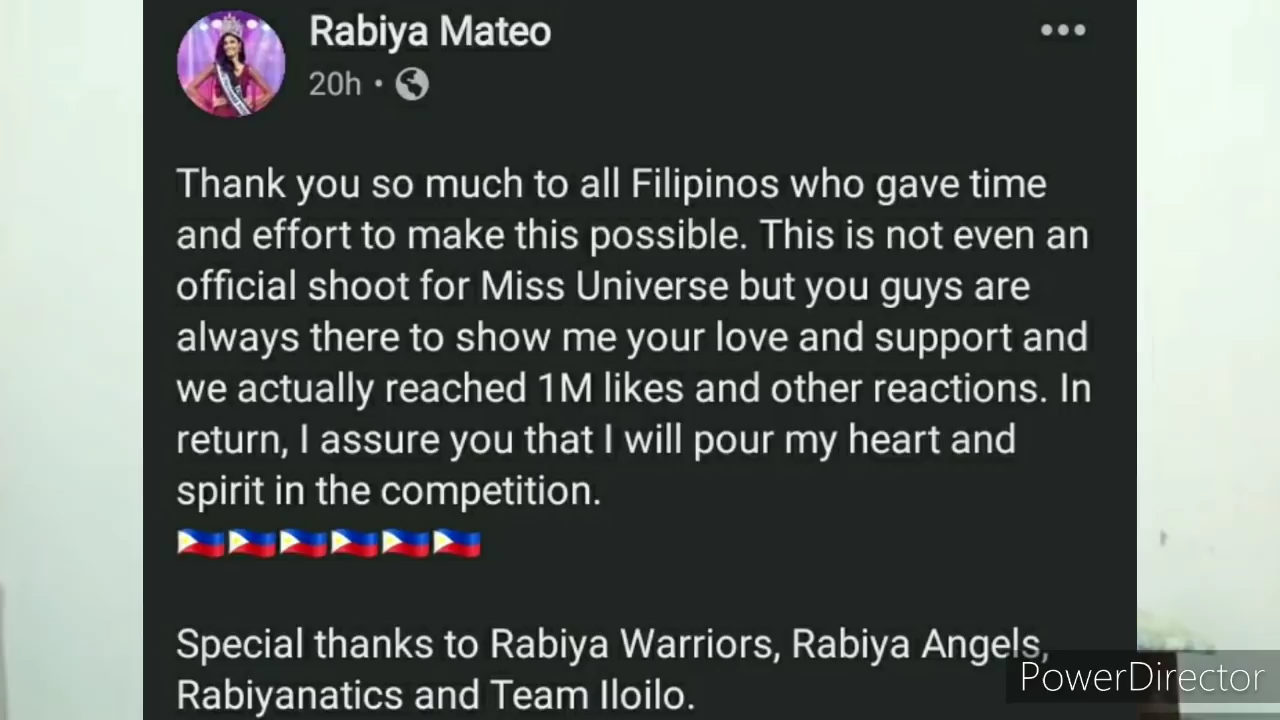 Rabiya Mateo
20h •
Thank you so much to all Filipinos who gave time
and effort to make this possible. This is not even an
official shoot for Miss Universe but you guys are
always there to show me your love and support and
we actually reached 1M likes and other reactions. In
return, I assure you that I will pour my heart and
spirit in the competition.
🇵🇭🇵🇭🇵🇭🇵🇭🇵🇭🇵🇭
Special thanks to Rabiya Warriors, Rabiya Angels,
Rabiyanatics and Team Iloilo.
PowerDirector